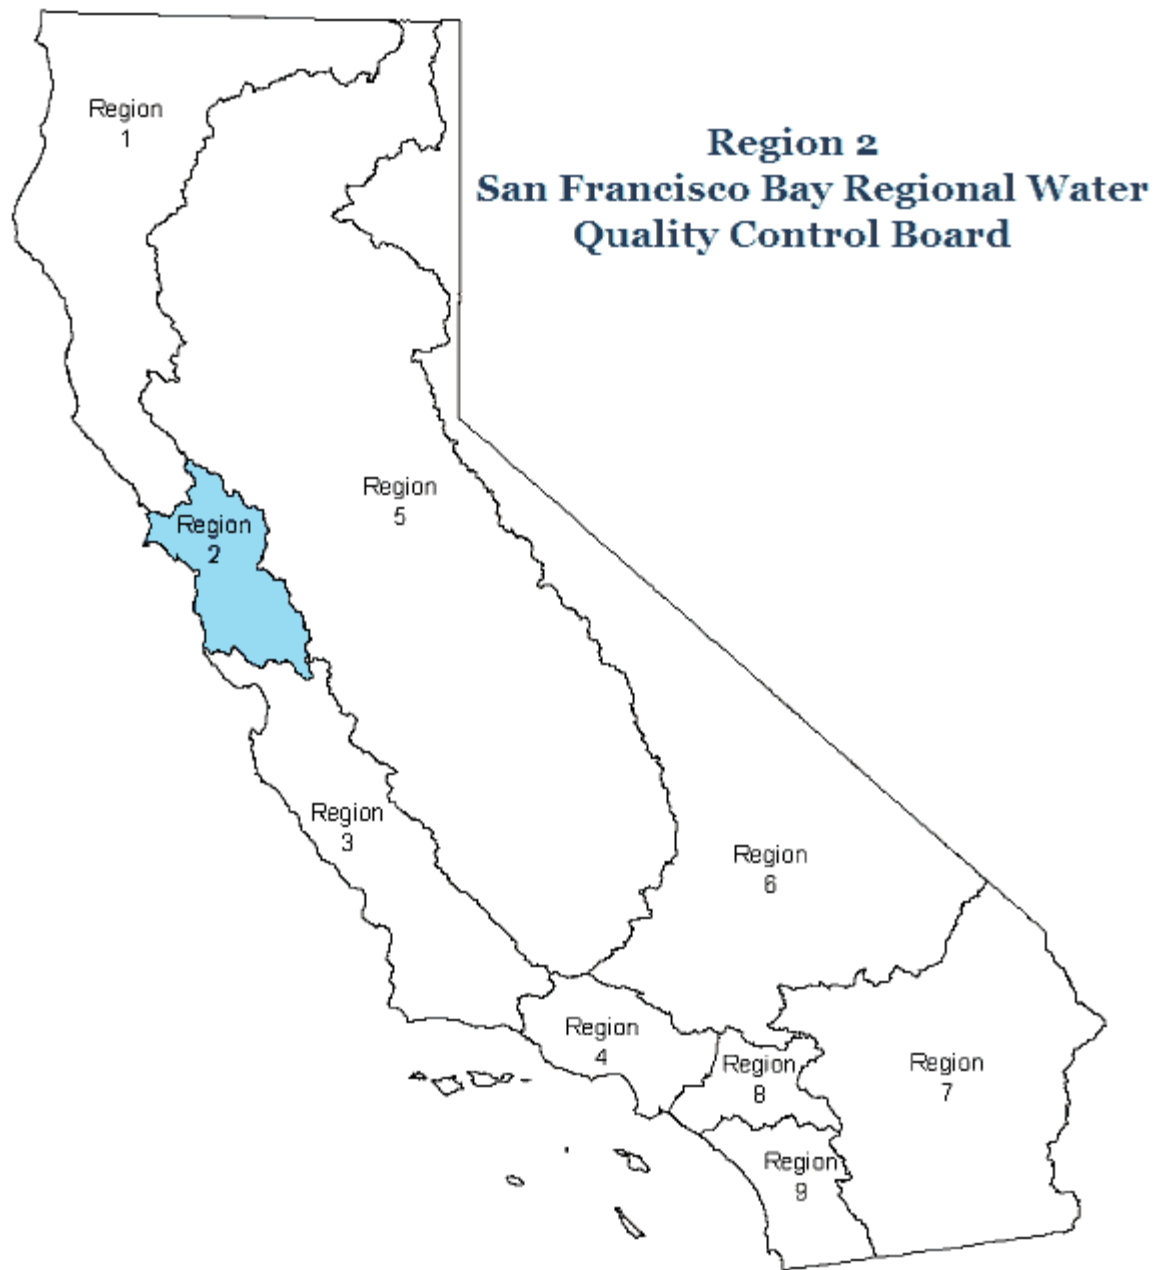 Region
1
Region 2
San Francisco Bay Regional Water
Quality Control Board
Region
5
Region
2
Region
3
Region
6
Region
4
Region
8
Region
7
Region
9